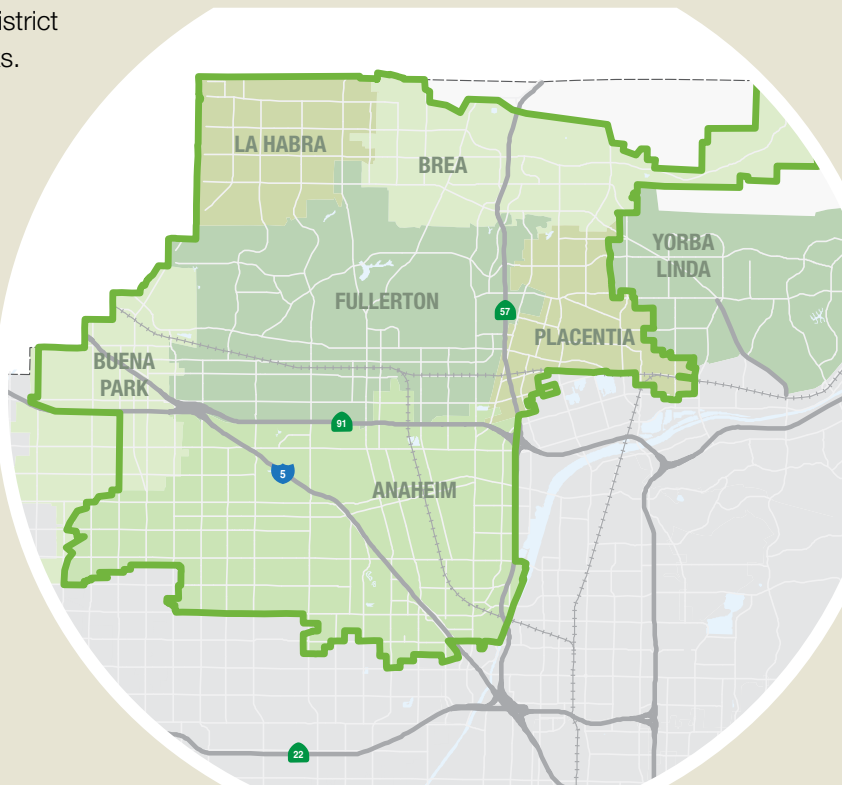 istrict
s.
LA HABRA
BREA
YORBA
LINDA
FULLERTON
57
PLACENTIA
BUENA
PARK
91
5
ANAHEIM
22